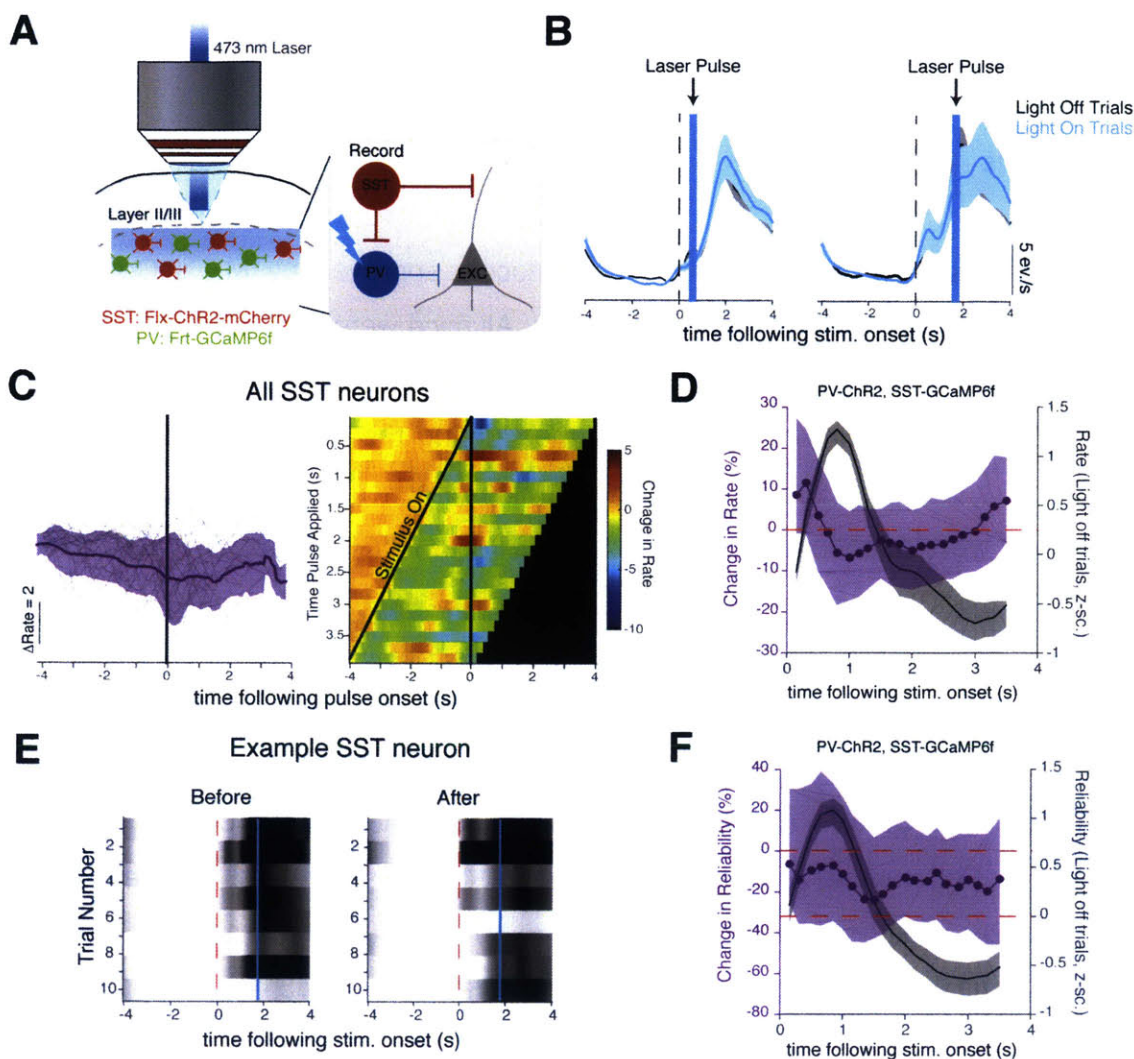 A
473 nm Laser
Record
SST
PV
EXC
Layer II/III
SST: Flx-ChR2-mCherry
PV: Frt-GCaMP6f
B
Laser Pulse
Laser Pulse
Light Off Trials
Light On Trials
5 ev./s
-4 -2 0 2 4
-4 -2 0 2 4
time following stim. onset (s)
time following stim. onset (s)
C
All SST neurons
ΔRate = 2
-4 -2 0 2 4
time following pulse onset (s)
Time Pulse Applied (s)
0.5
1
1.5
2
2.5
3
3.5
Stimulus On
-4 -2 0 2 4
5
0
-5
-10
Chnage in Rate
D
PV-ChR2, SST-GCaMP6f
Change in Rate (%)
30
20
10
0
-10
-20
-30
1.5
1
0.5
0
-0.5
-1
Rate (Light off trials, z-sc.)
0 1 2 3 4
time following stim. onset (s)
E
Example SST neuron
Before
After
Trial Number
2
4
6
8
10
2
4
6
8
10
-4 -2 0 2 4
-4 -2 0 2 4
time following stim. onset (s)
F
PV-ChR2, SST-GCaMP6f
Change in Reliability (%)
40
20
0
-20
-40
-60
-80
1.5
1
0.5
0
-0.5
-1
Reliability (Light off trials, z-sc.)
0 1 2 3 4
time following stim. onset (s)